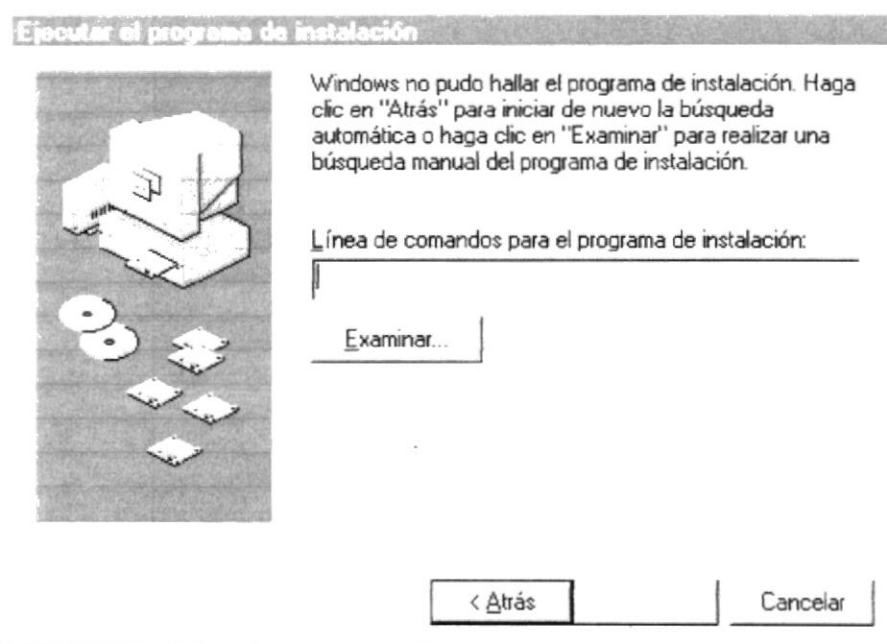 Ejecutar el programa de instalación
Windows no pudo hallar el programa de instalación. Haga
clic en "Atrás" para iniciar de nuevo la búsqueda
automática o haga clic en "Examinar" para realizar una
búsqueda manual del programa de instalación.
Línea de comandos para el programa de instalación:
Examinar...
< Atrás
Cancelar